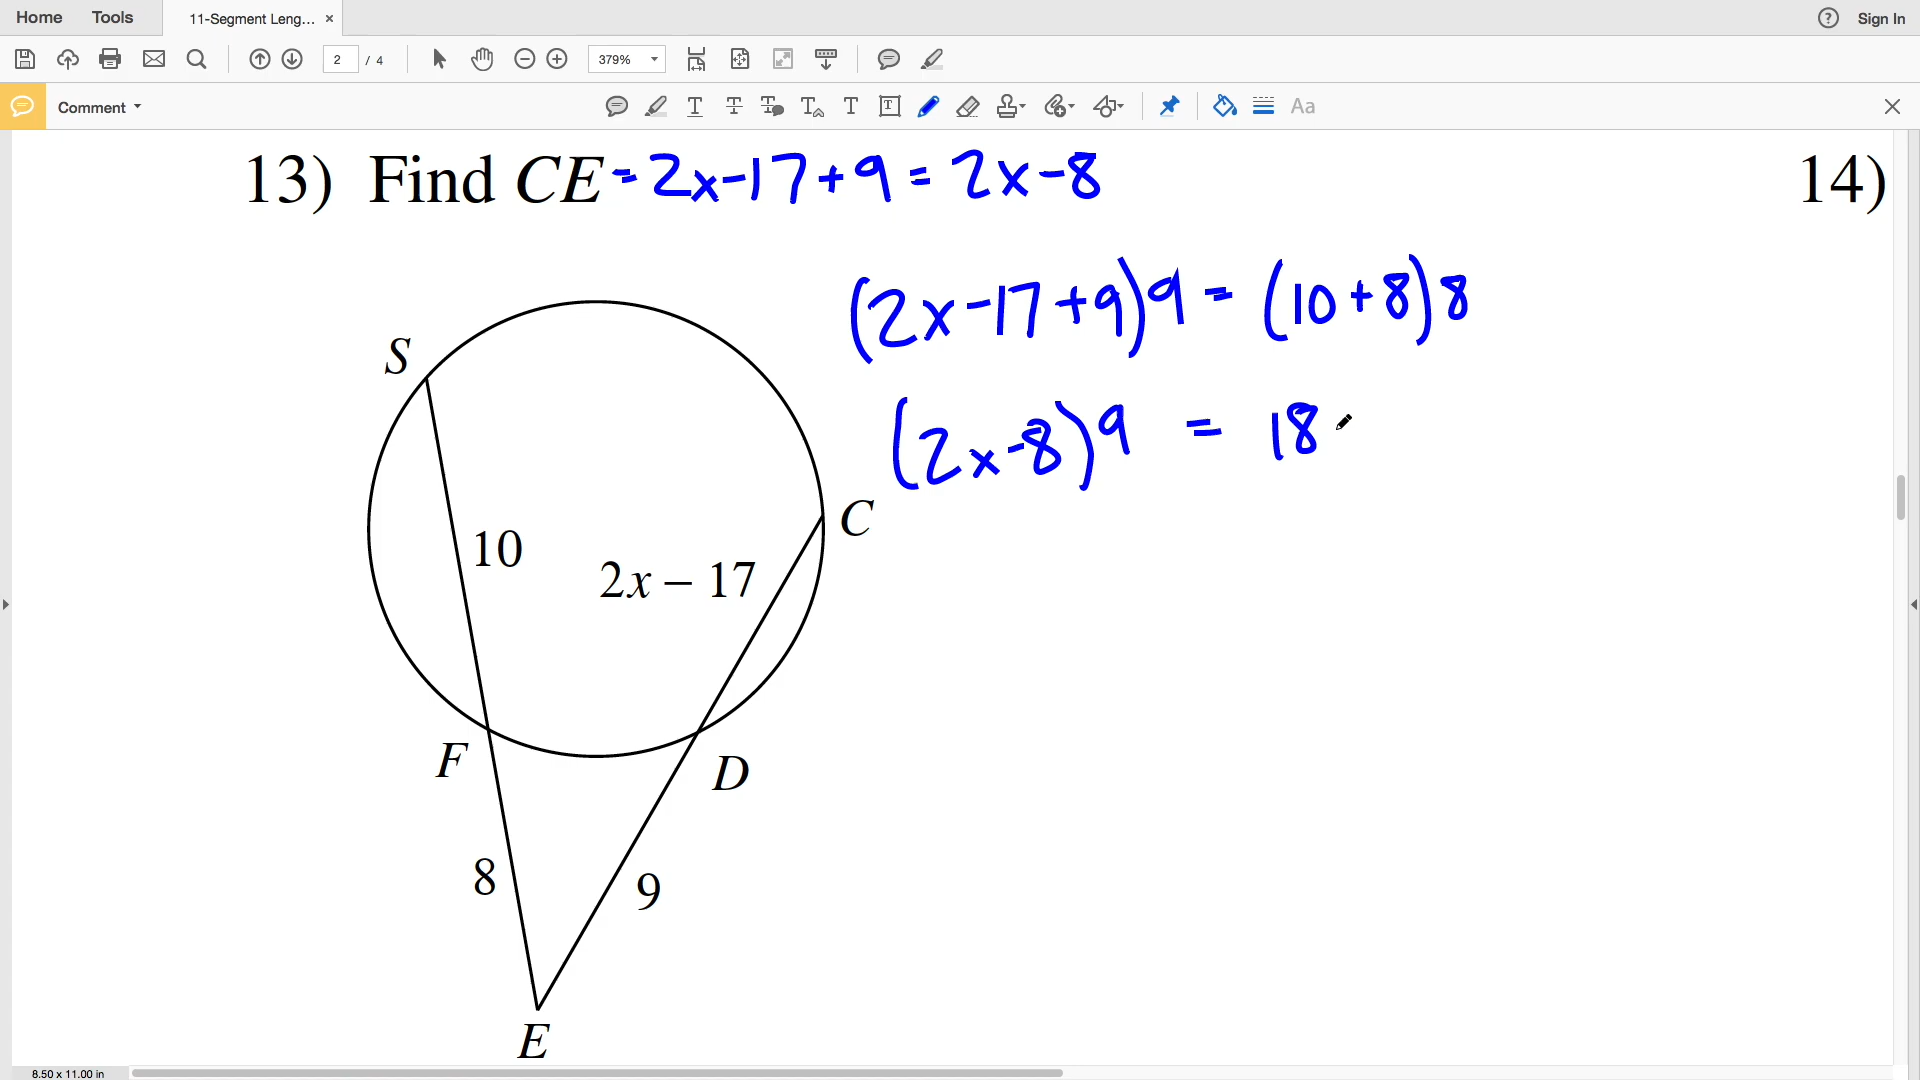 Home Tools 11-Segment Leng... × ? Sign In
2 / 4 379%
Comment T T T T T T Aa
13) Find CE = 2x-17+9 = 2x-8 14)
(2x-17+9)9 = (10+8)8
S
(2x-8)9 = 18
C
10
2x − 17
F
D
8
9
E
8.50 x 11.00 in